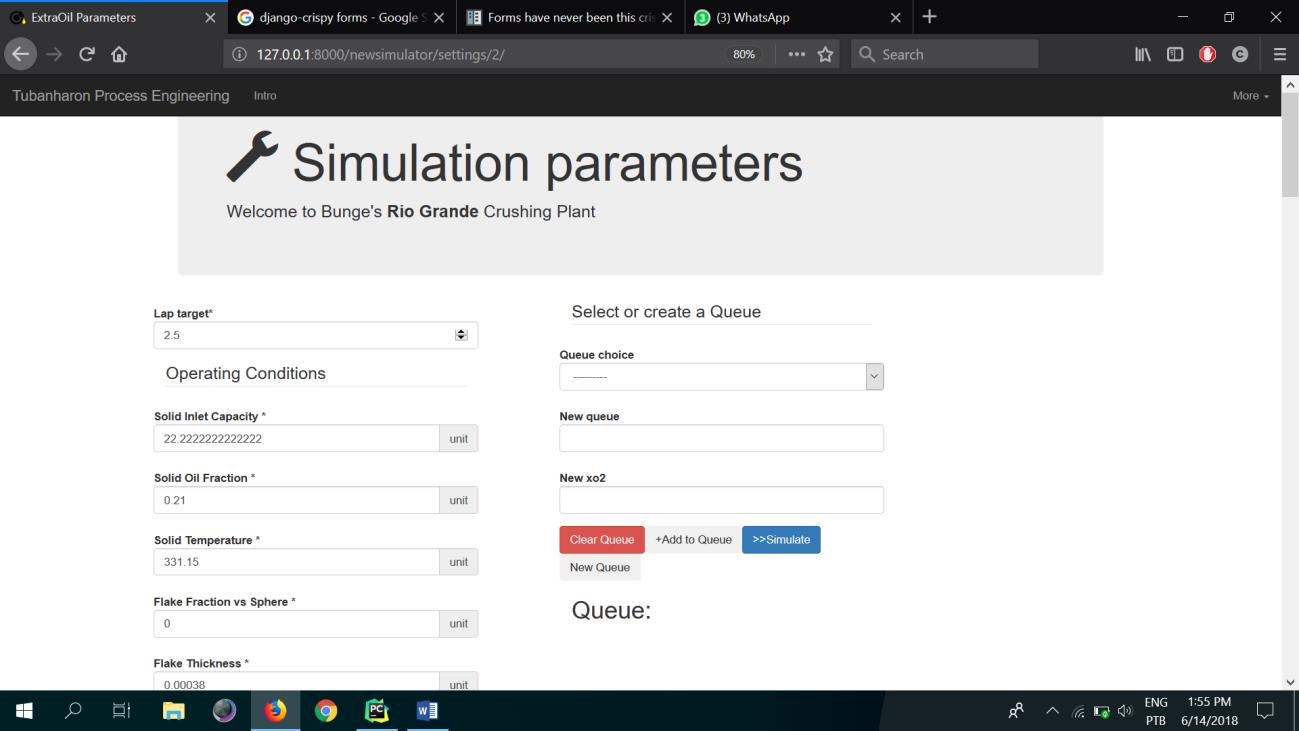 ExtraOil Parameters
django-crispy forms - Google S
Forms have never been this cris
(3) WhatsApp
127.0.0.1:8000/newsimulator/settings/2/
80%
Search
Tubanharon Process Engineering
Intro
More
Simulation parameters
Welcome to Bunge's Rio Grande Crushing Plant
Lap target*
2.5
Operating Conditions
Solid Inlet Capacity *
22.2222222222222 unit
Solid Oil Fraction *
0.21 unit
Solid Temperature *
331.15 unit
Flake Fraction vs Sphere *
0 unit
Flake Thickness *
0.00038 unit
Select or create a Queue
Queue choice
---------
New queue
New xo2
Clear Queue
+Add to Queue
>>Simulate
New Queue
Queue:
ENG
PTB
1:55 PM
6/14/2018